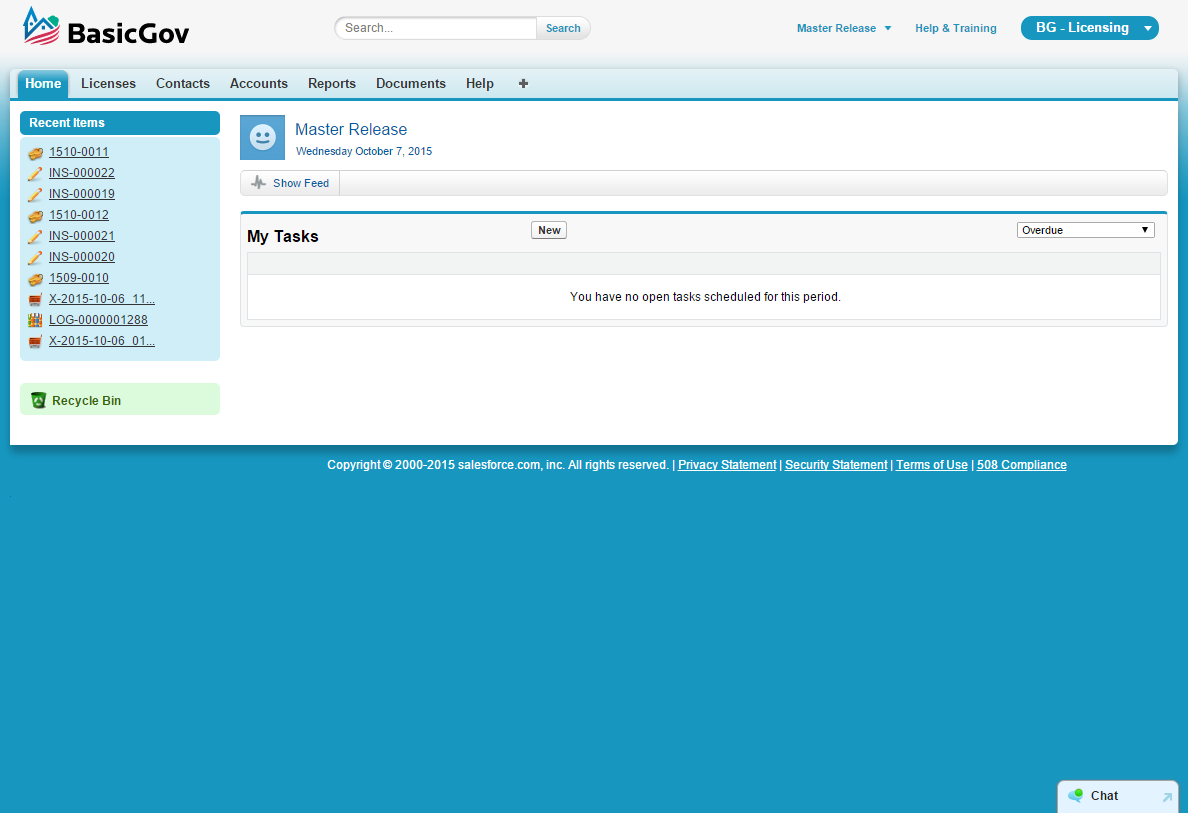 BasicGov
Search...
Search
Master Release
Help & Training
BG - Licensing
Home Licenses Contacts Accounts Reports Documents Help
Recent Items
1510-0011
INS-000022
INS-000019
1510-0012
INS-000021
INS-000020
1509-0010
X-2015-10-06_11...
LOG-0000001288
X-2015-10-06_01...
Recycle Bin
Master Release
Wednesday October 7, 2015
Show Feed
My Tasks
New
Overdue
You have no open tasks scheduled for this period.
Copyright © 2000-2015 salesforce.com, inc. All rights reserved. | Privacy Statement | Security Statement | Terms of Use | 508 Compliance
Chat